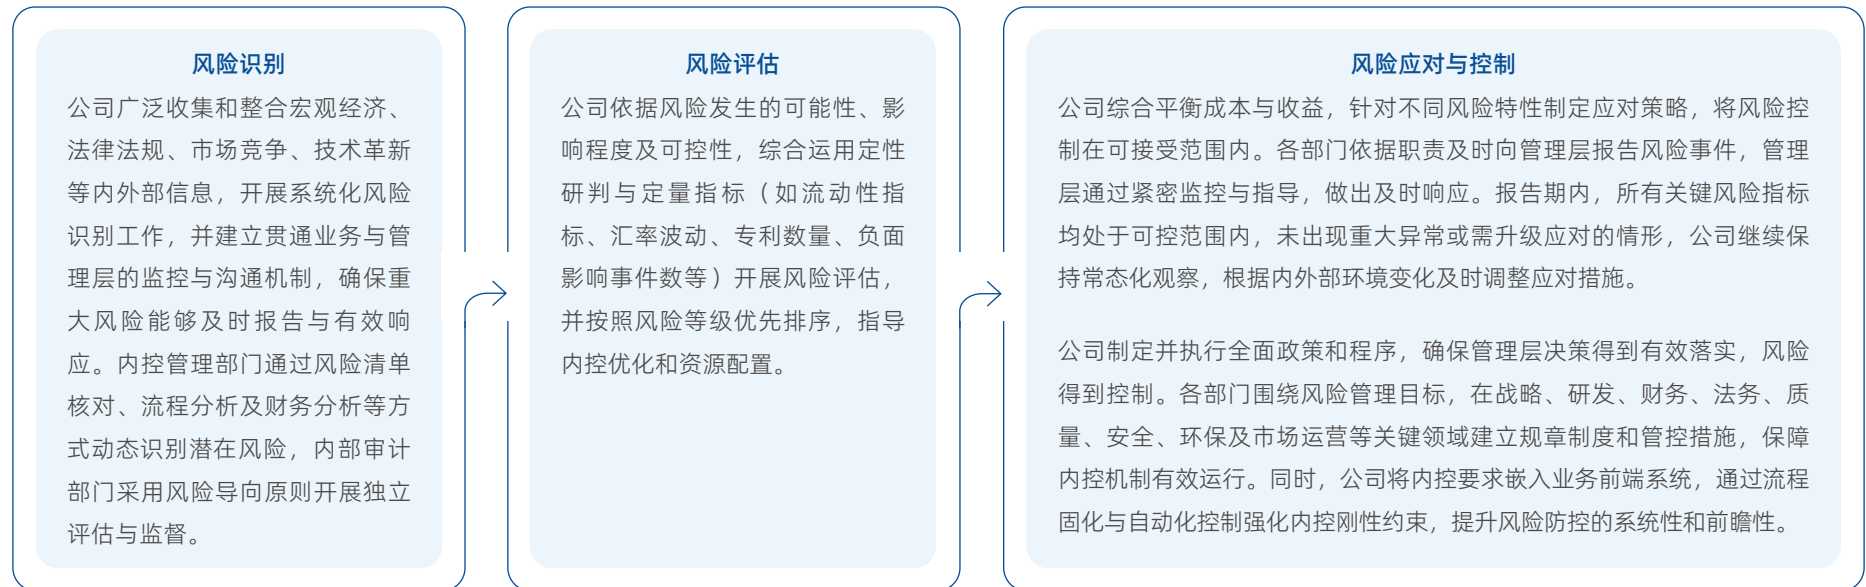 风险识别
公司广泛收集和整合宏观经济、
法律法规、市场竞争、技术革新
等内外部信息，开展系统化风险
识别工作，并建立贯通业务与管
理层的监控与沟通机制，确保重
大风险能够及时报告与有效响
应。内控管理部门通过风险清单
核对、流程分析及财务分析等方
式动态识别潜在风险，内部审计
部门采用风险导向原则开展独立
评估与监督。
风险评估
公司依据风险发生的可能性、影
响程度及可控性，综合运用定性
研判与定量指标（如流动性指
标、汇率波动、专利数量、负面
影响事件数等）开展风险评估，
并按照风险等级优先排序，指导
内控优化和资源配置。
风险应对与控制
公司综合平衡成本与收益，针对不同风险特性制定应对策略，将风险控
制在可接受范围内。各部门依据职责及时向管理层报告风险事件，管理
层通过紧密监控与指导，做出及时响应。报告期内，所有关键风险指标
均处于可控范围内，未出现重大异常或需升级应对的情形，公司继续保
持常态化观察，根据内外部环境变化及时调整应对措施。
公司制定并执行全面政策和程序，确保管理层决策得到有效落实，风险
得到控制。各部门围绕风险管理目标，在战略、研发、财务、法务、质
量、安全、环保及市场运营等关键领域建立规章制度和管控措施，保障
内控机制有效运行。同时，公司将内控要求嵌入业务前端系统，通过流程
固化与自动化控制强化内控刚性约束，提升风险防控的系统性和前瞻性。